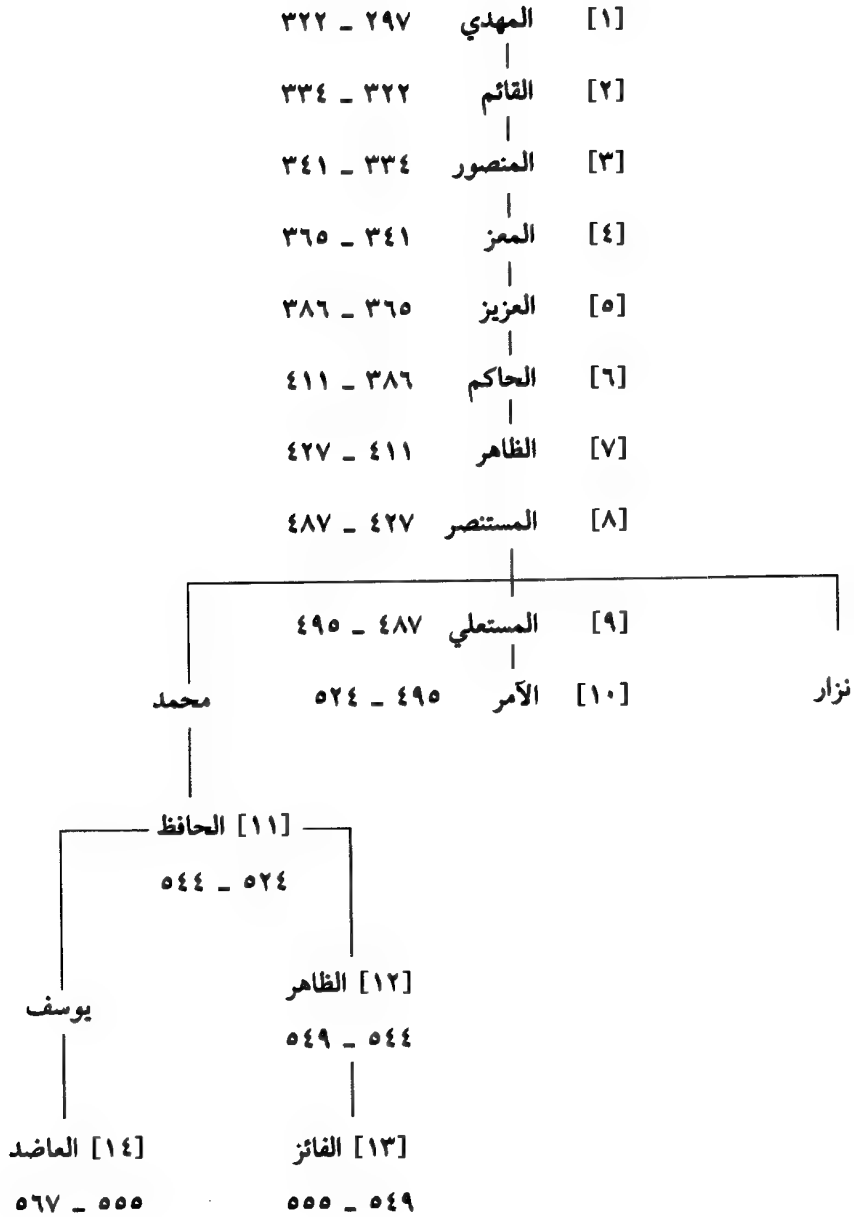 [١] المهدي ٢٩٧ ـ ٣٢٢
[٢] القائم ٣٢٢ ـ ٣٣٤
[٣] المنصور ٣٣٤ ـ ٣٤١
[٤] المعز ٣٤١ ـ ٣٦٥
[٥] العزيز ٣٦٥ ـ ٣٨٦
[٦] الحاكم ٣٨٦ ـ ٤١١
[٧] الظاهر ٤١١ ـ ٤٢٧
[٨] المستنصر ٤٢٧ ـ ٤٨٧
[٩] المستعلي ٤٨٧ ـ ٤٩٥
نزار [١٠] الآمر ٤٩٥ ـ ٥٢٤ محمد
[١١] الحافظ
٥٢٤ ـ ٥٤٤
[١٢] الظاهر يوسف
٥٤٤ ـ ٥٤٩
[١٣] الفائز [١٤] العاضد
٥٤٩ ـ ٥٥٥ ٥٥٥ ـ ٥٦٧